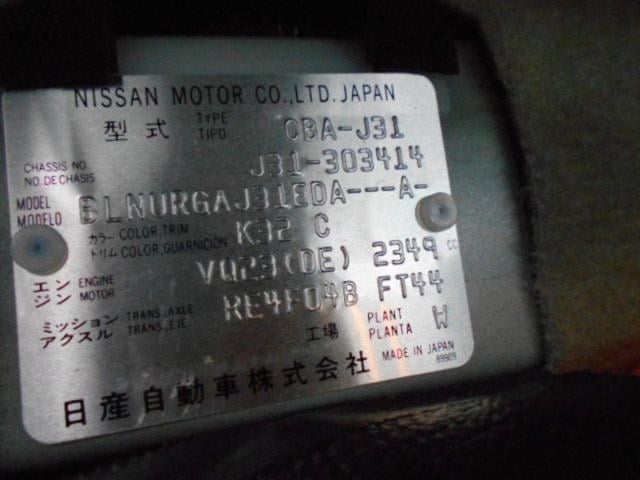 NISSAN MOTOR CO.,LTD. JAPAN
型式 TYPE TIPO CBA-J31
CHASSIS NO. NO. DE CHASIS J31-303414
MODEL MODELO BLNURGAJ31EDA---A-
カラー トリム COLOR,TRIM COLOR,GUARNICION K32 C
エンジン ENGINE MOTOR VQ23(DE) 2349 cc
ミッション アクスル TRANS.AXLE TRANS.EJE RE4F04B FT44
工場 PLANT PLANTA W
日産自動車株式会社 MADE IN JAPAN
89909